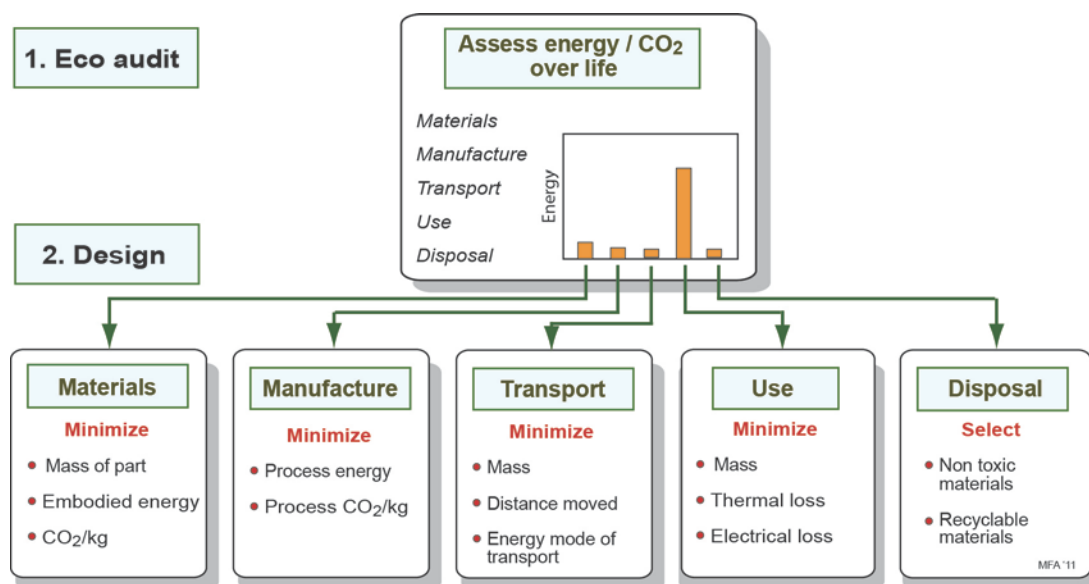 1. Eco audit
Assess energy / CO₂
over life
Materials
Manufacture
Transport
Use
Disposal
Energy
2. Design
Materials
Minimize
• Mass of part
• Embodied energy
• CO₂/kg
Manufacture
Minimize
• Process energy
• Process CO₂/kg
Transport
Minimize
• Mass
• Distance moved
• Energy mode of
transport
Use
Minimize
• Mass
• Thermal loss
• Electrical loss
Disposal
Select
• Non toxic
materials
• Recyclable
materials
MFA '11